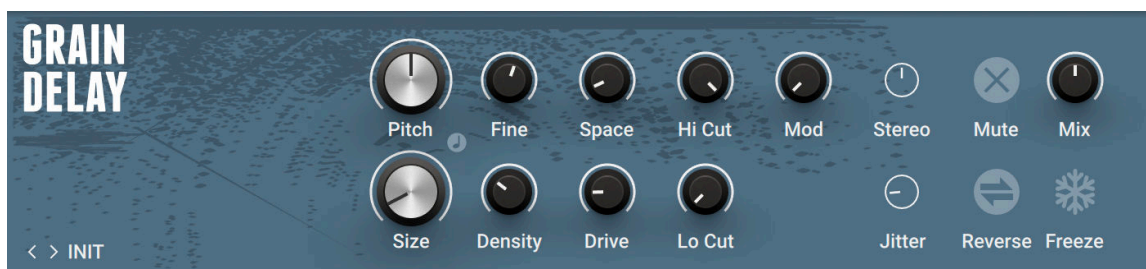 GRAIN
DELAY
Pitch Fine Space Hi Cut Mod Stereo Mute Mix
Size Density Drive Lo Cut Jitter Reverse Freeze
< > INIT